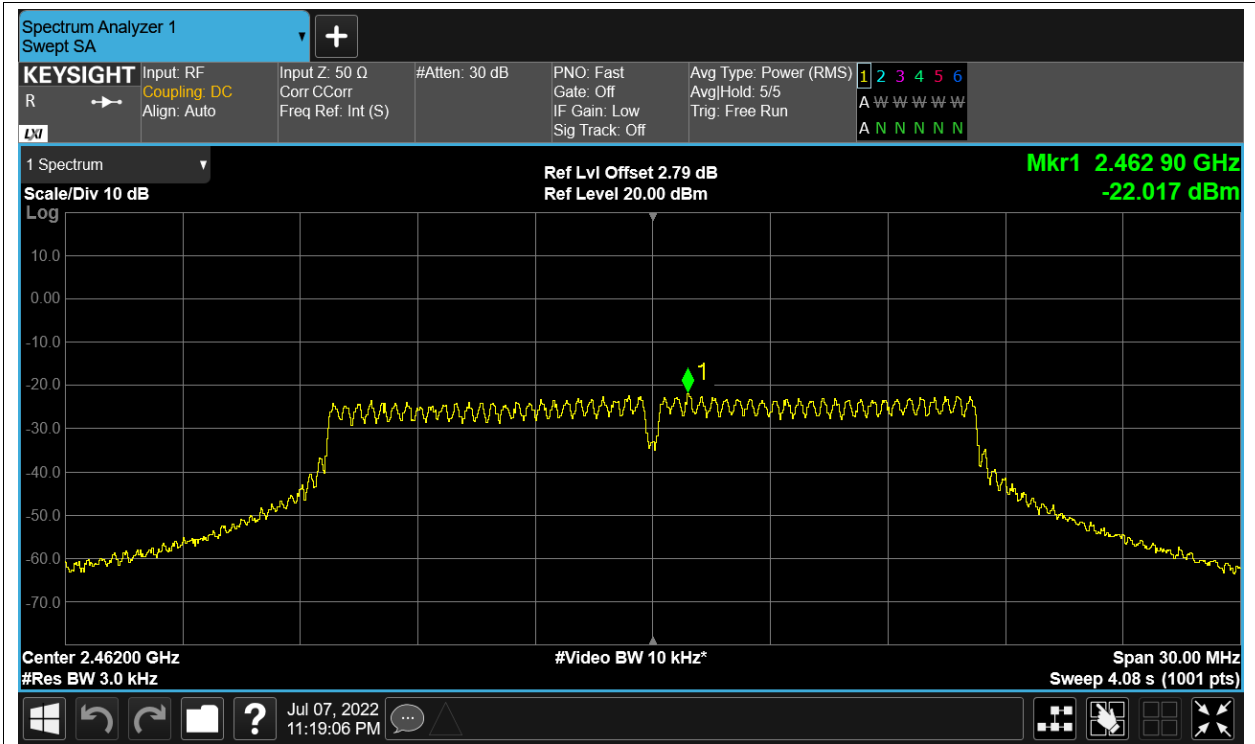 Spectrum Analyzer 1
Swept SA
KEYSIGHT
R
LXI
Input: RF
Coupling: DC
Align: Auto
Input Z: 50 Ω
Corr CCorr
Freq Ref: Int (S)
#Atten: 30 dB
PNO: Fast
Gate: Off
IF Gain: Low
Sig Track: Off
Avg Type: Power (RMS)
Avg|Hold: 5/5
Trig: Free Run
1 2 3 4 5 6
A W W W W W
A N N N N N
1 Spectrum
Scale/Div 10 dB
Log
Ref Lvl Offset 2.79 dB
Ref Level 20.00 dBm
Mkr1 2.462 90 GHz
-22.017 dBm
10.0
0.00
-10.0
-20.0
-30.0
-40.0
-50.0
-60.0
-70.0
1
Center 2.46200 GHz
#Res BW 3.0 kHz
#Video BW 10 kHz*
Span 30.00 MHz
Sweep 4.08 s (1001 pts)
?
Jul 07, 2022
11:19:06 PM